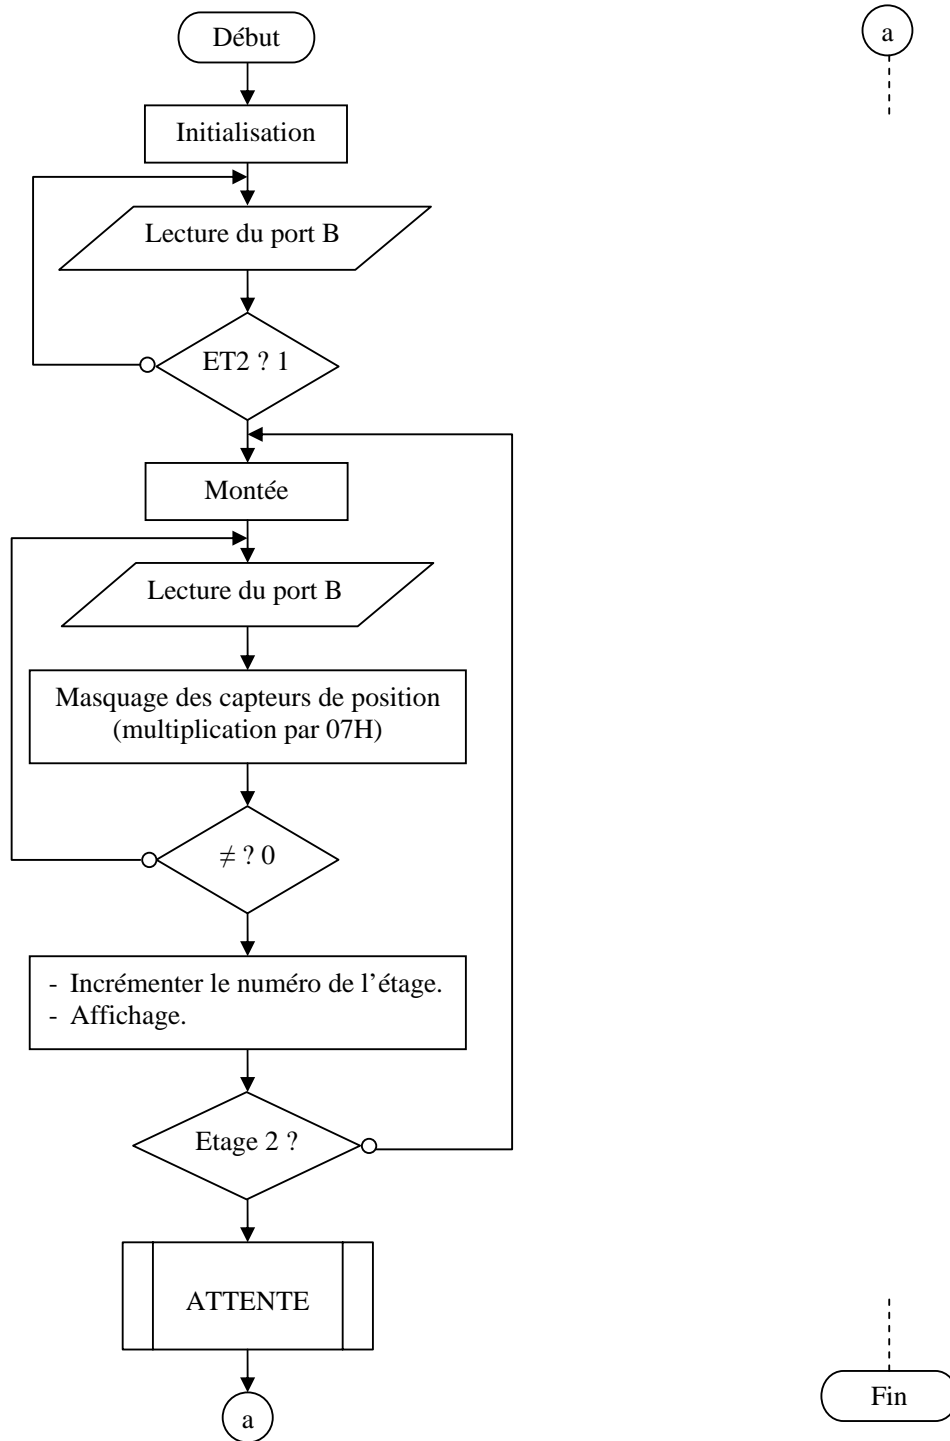 Début
Initialisation
Lecture du port B
ET2 ? 1
Montée
Lecture du port B
Masquage des capteurs de position
(multiplication par 07H)
≠ ? 0
- Incrémenter le numéro de l’étage.
- Affichage.
Etage 2 ?
ATTENTE
a
a
Fin